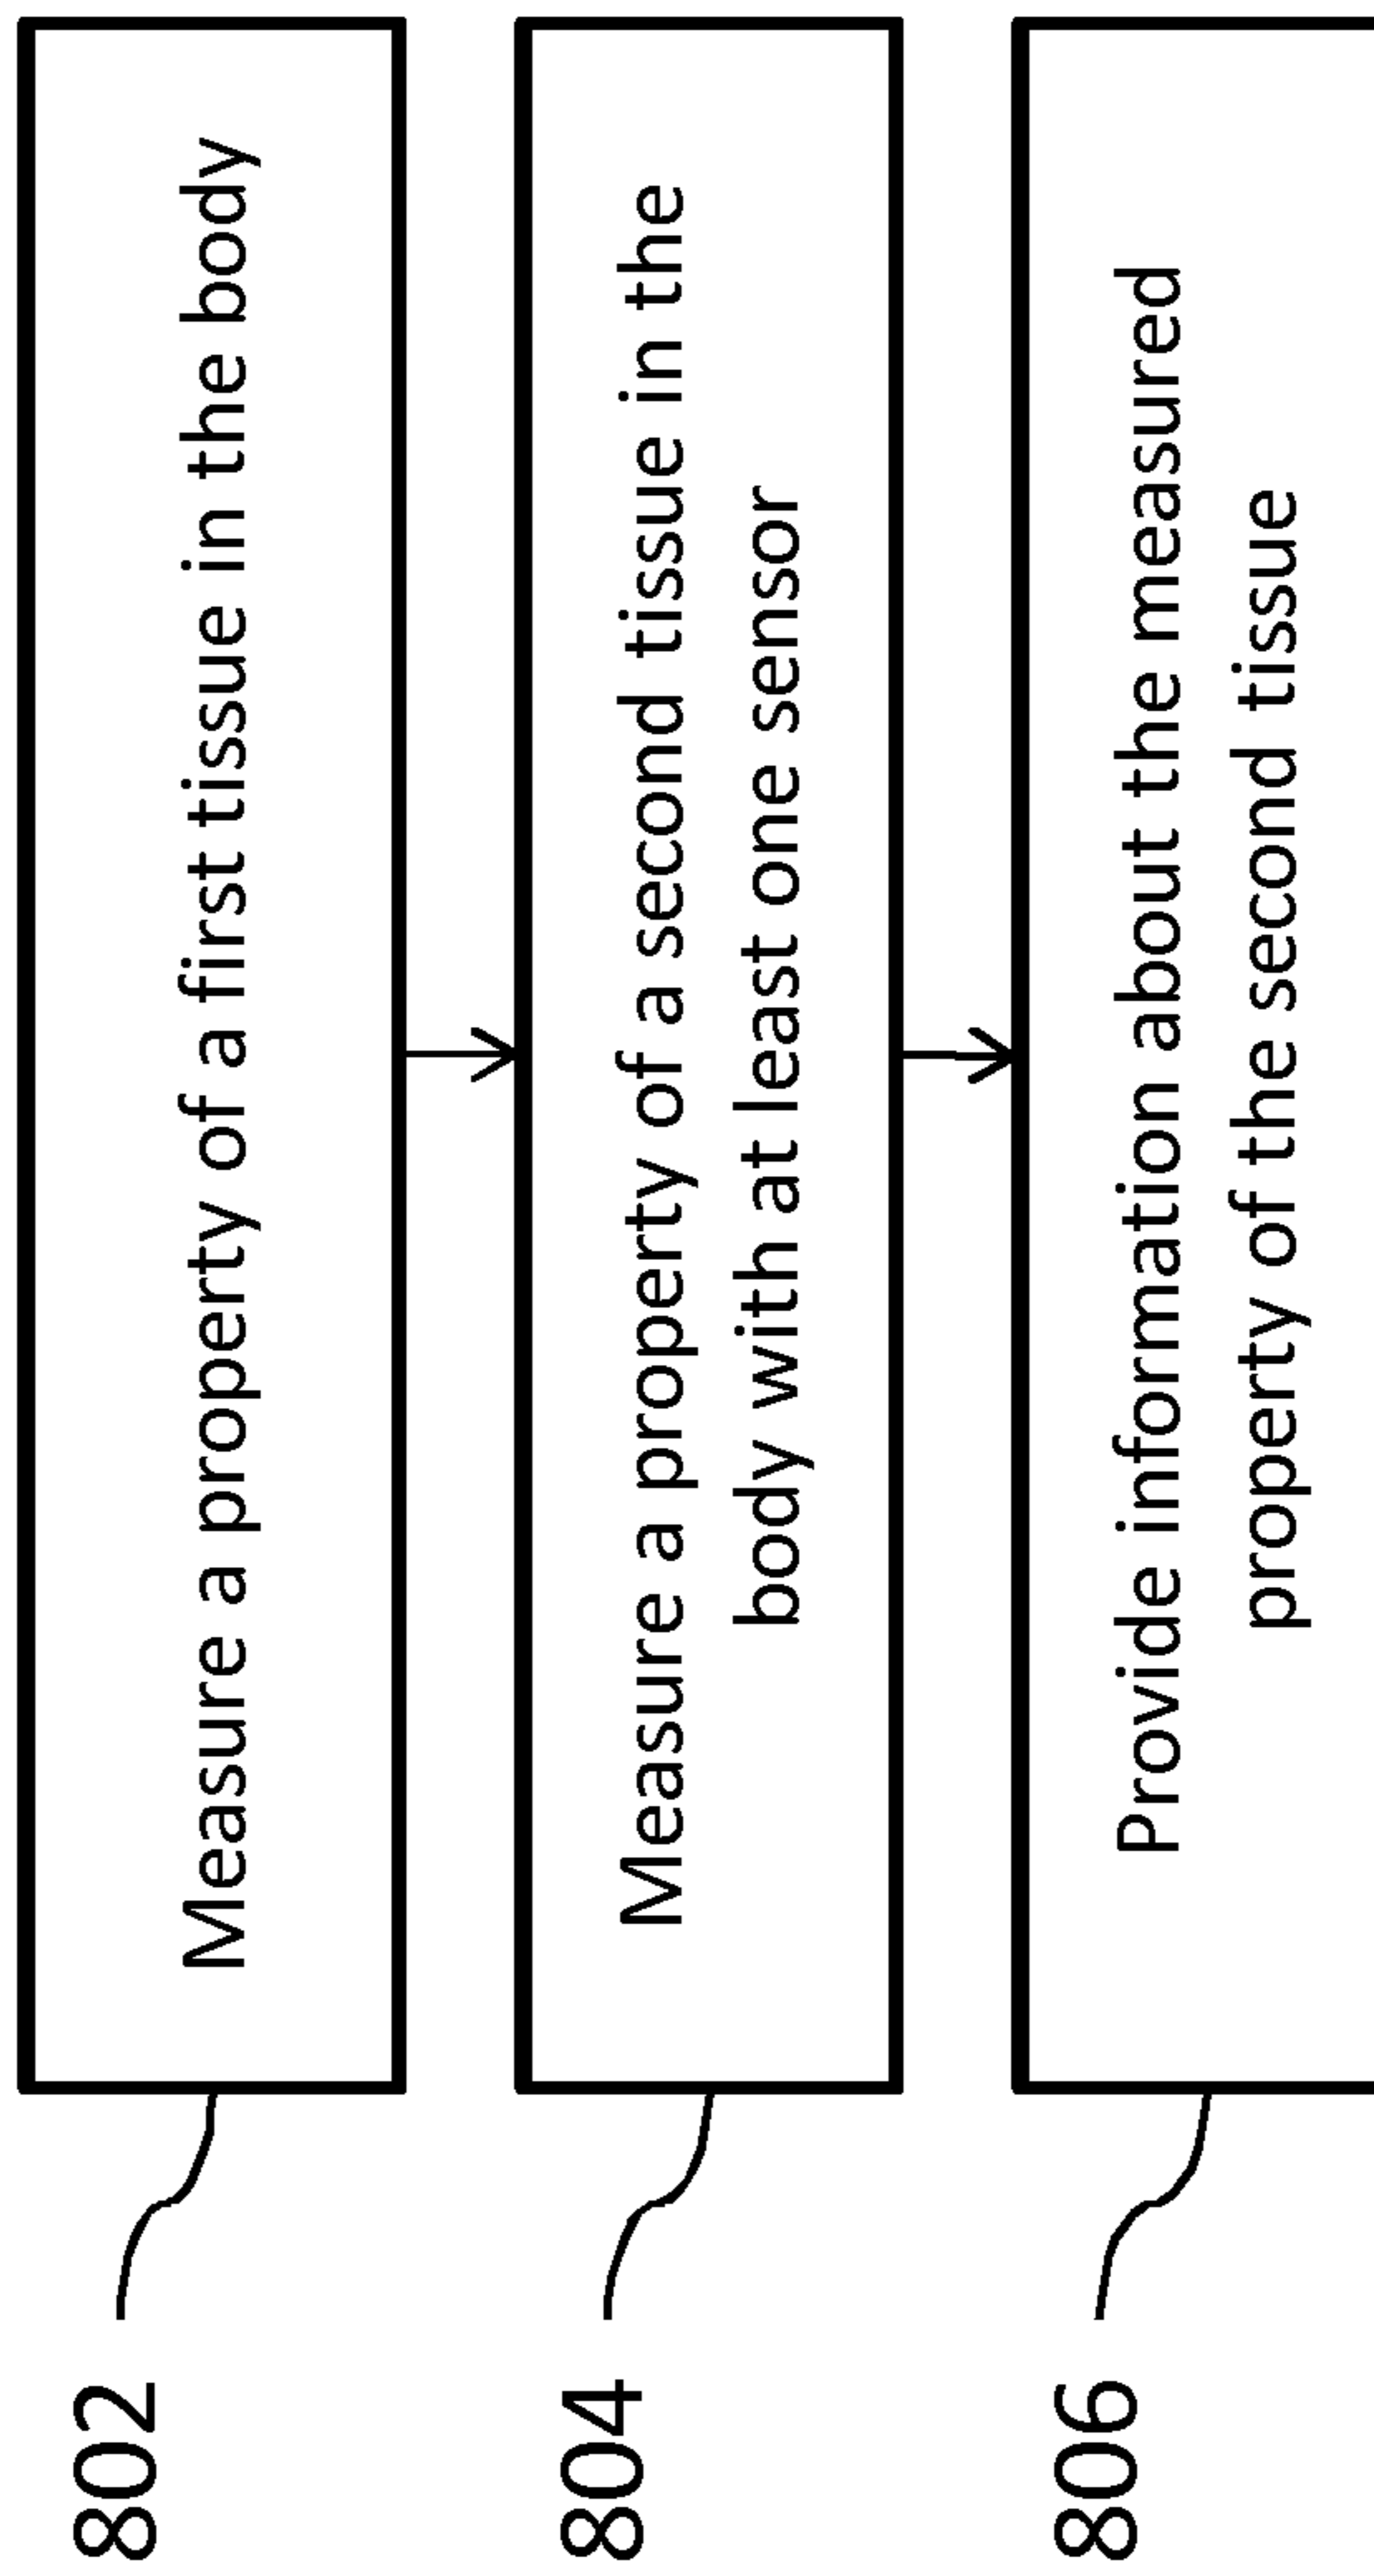 802
Measure a property of a first tissue in the body
804
Measure a property of a second tissue in the
body with at least one sensor
806
Provide information about the measured
property of the second tissue